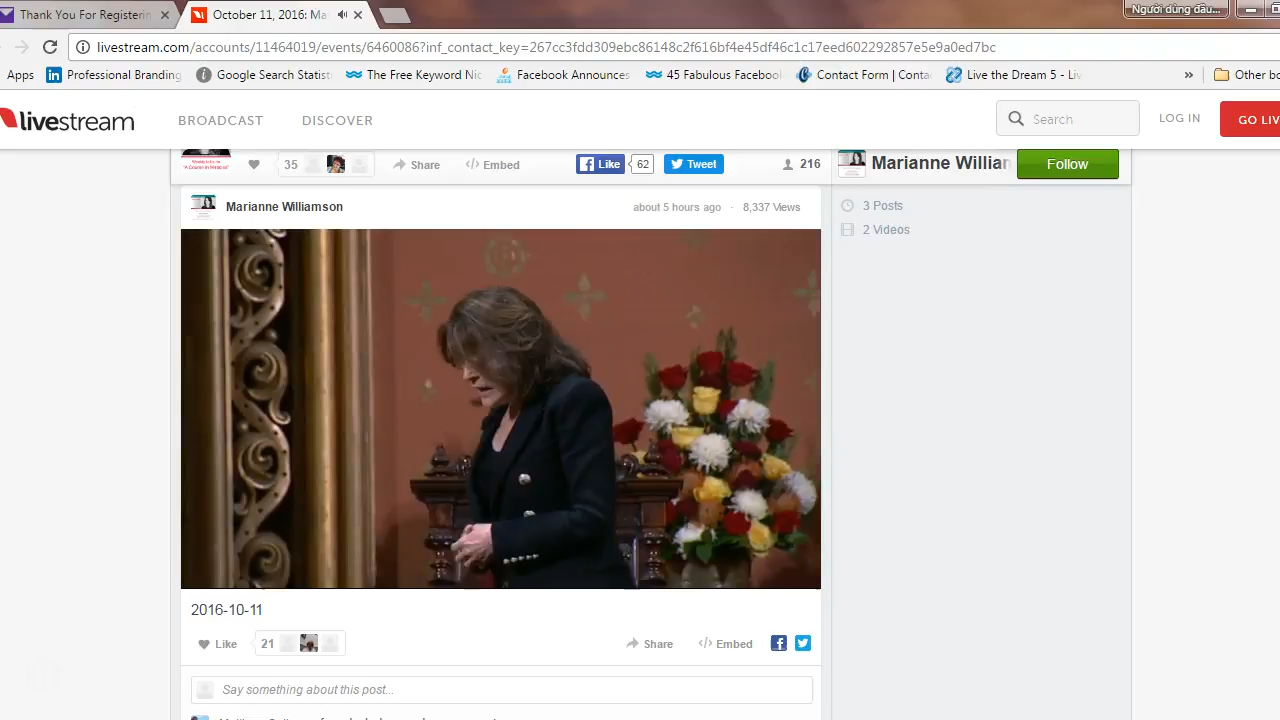 Thank You For Registerin
October 11, 2016: Ma
Người dùng đầu...
livestream.com/accounts/11464019/events/6460086?inf_contact_key=267cc3fdd309ebc86148c2f616f4e45df46c1c17eed602292857e5e9a0ed7bc
Apps Professional Branding Google Search Statist The Free Keyword Nic Facebook Announces 45 Fabulous Facebook Contact Form | Conta Live the Dream 5 - Liv » Other bo
livestream BROADCAST DISCOVER Search LOG IN GO LIV
35 Share Embed Like 62 Tweet 216 Marianne Willian Follow
Marianne Williamson about 5 hours ago · 8,337 Views
3 Posts
2 Videos
2016-10-11
Like 21 Share Embed
Say something about this post...